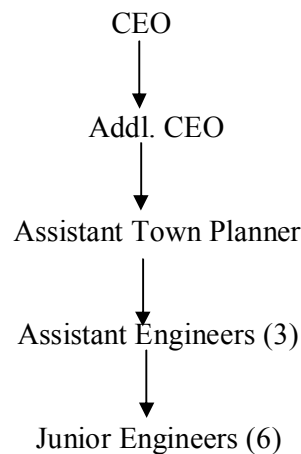 CEO
Addl. CEO
Assistant Town Planner
Assistant Engineers (3)
Junior Engineers (6)